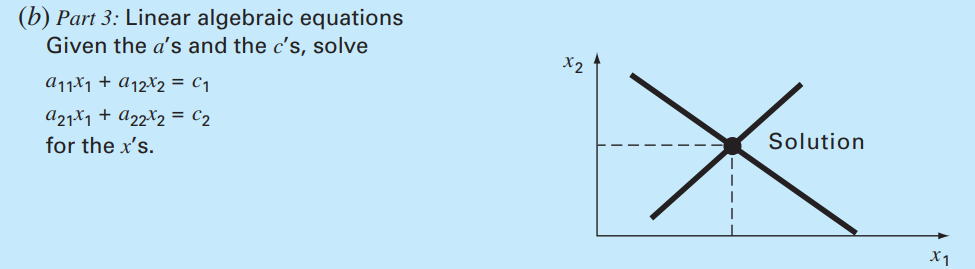 (b) Part 3: Linear algebraic equations
Given the a's and the c's, solve
a₁₁x₁ + a₁₂x₂ = c₁
a₂₁x₁ + a₂₂x₂ = c₂
for the x's.
x₂
Solution
x₁